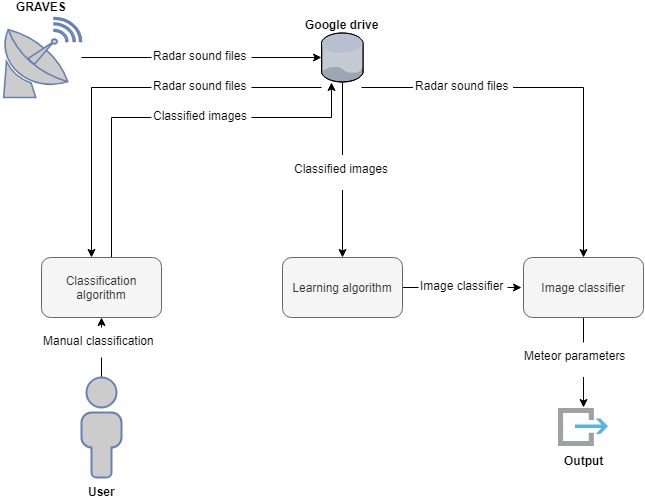 GRAVES
Google drive
Radar sound files
Radar sound files
Radar sound files
Classified images
Classified images
Classification
algorithm
Learning algorithm
Image classifier
Image classifier
Manual classification
Meteor parameters
User
Output